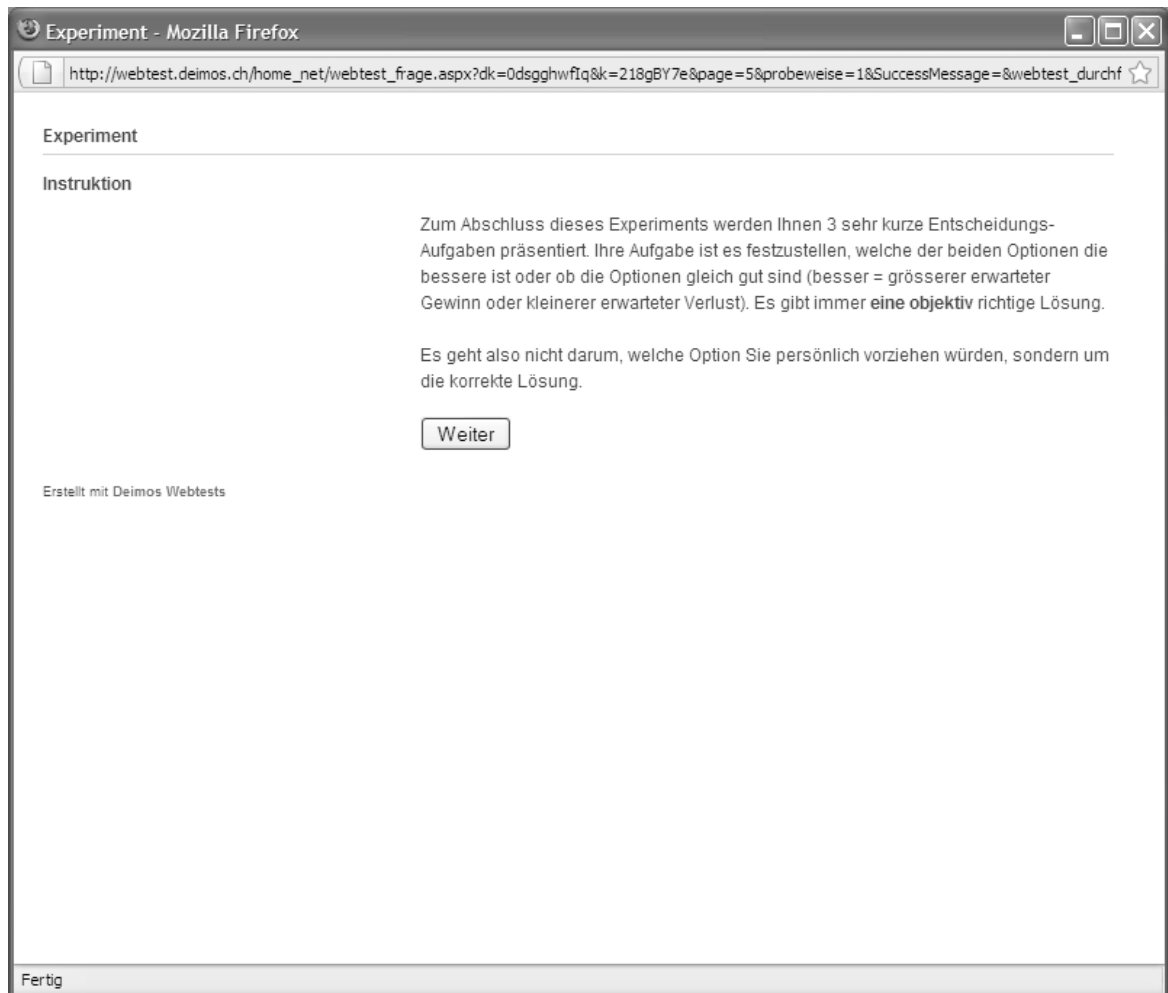 Experiment - Mozilla Firefox
http://webtest.deimos.ch/home_net/webtest_frage.aspx?dk=0dsgghwfIq&k=218gBY7e&page=5&probeweise=1&SuccessMessage=&webtest_durchf
Experiment
Instruktion
Zum Abschluss dieses Experiments werden Ihnen 3 sehr kurze Entscheidungs-
Aufgaben präsentiert. Ihre Aufgabe ist es festzustellen, welche der beiden Optionen die
bessere ist oder ob die Optionen gleich gut sind (besser = grösserer erwarteter
Gewinn oder kleinerer erwarteter Verlust). Es gibt immer eine objektiv richtige Lösung.
Es geht also nicht darum, welche Option Sie persönlich vorziehen würden, sondern um
die korrekte Lösung.
Weiter
Erstellt mit Deimos Webtests
Fertig